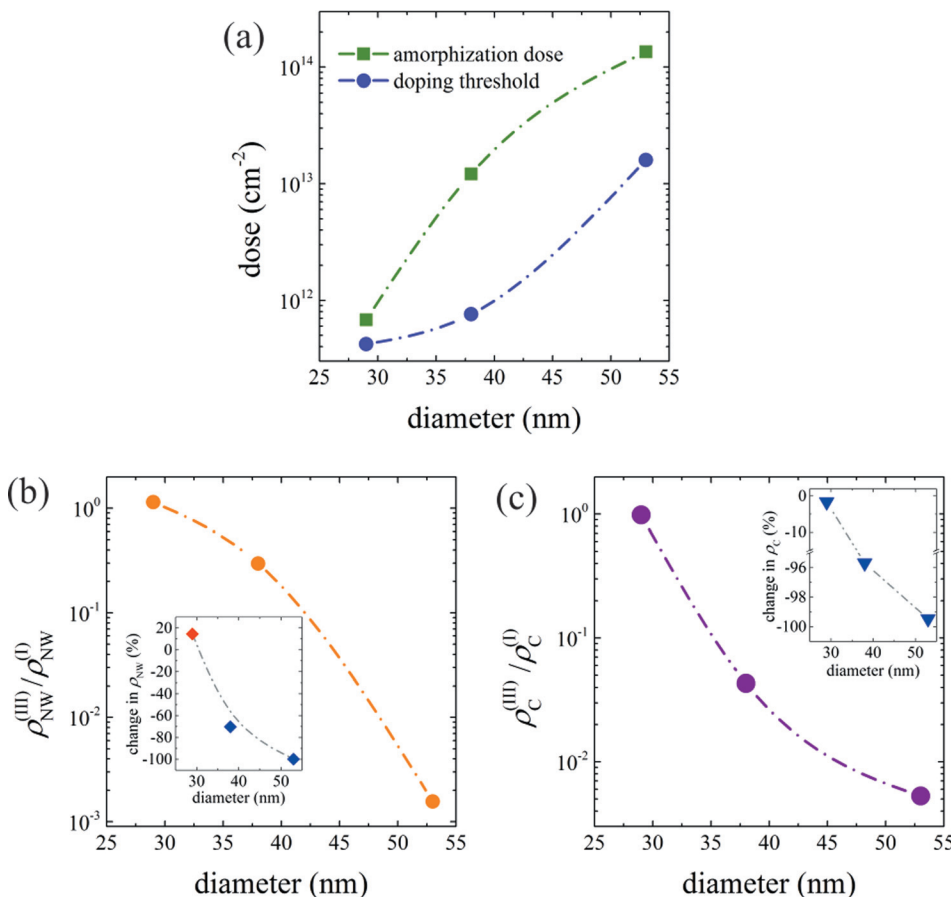 (a)
amorphization dose
doping threshold
10^14
10^13
10^12
dose (cm^-2)
25 30 35 40 45 50 55
diameter (nm)
(b)
10^0
10^-1
10^-2
10^-3
ρ_NW^(III)/ρ_NW^(I)
25 30 35 40 45 50 55
diameter (nm)
20
0
-20
-40
-60
-80
-100
change in ρ_NW (%)
30 40 50
diameter (nm)
(c)
10^0
10^-1
10^-2
ρ_C^(III)/ρ_C^(I)
25 30 35 40 45 50 55
diameter (nm)
0
-10
-96
-98
-100
change in ρ_C (%)
30 40 50
diameter (nm)